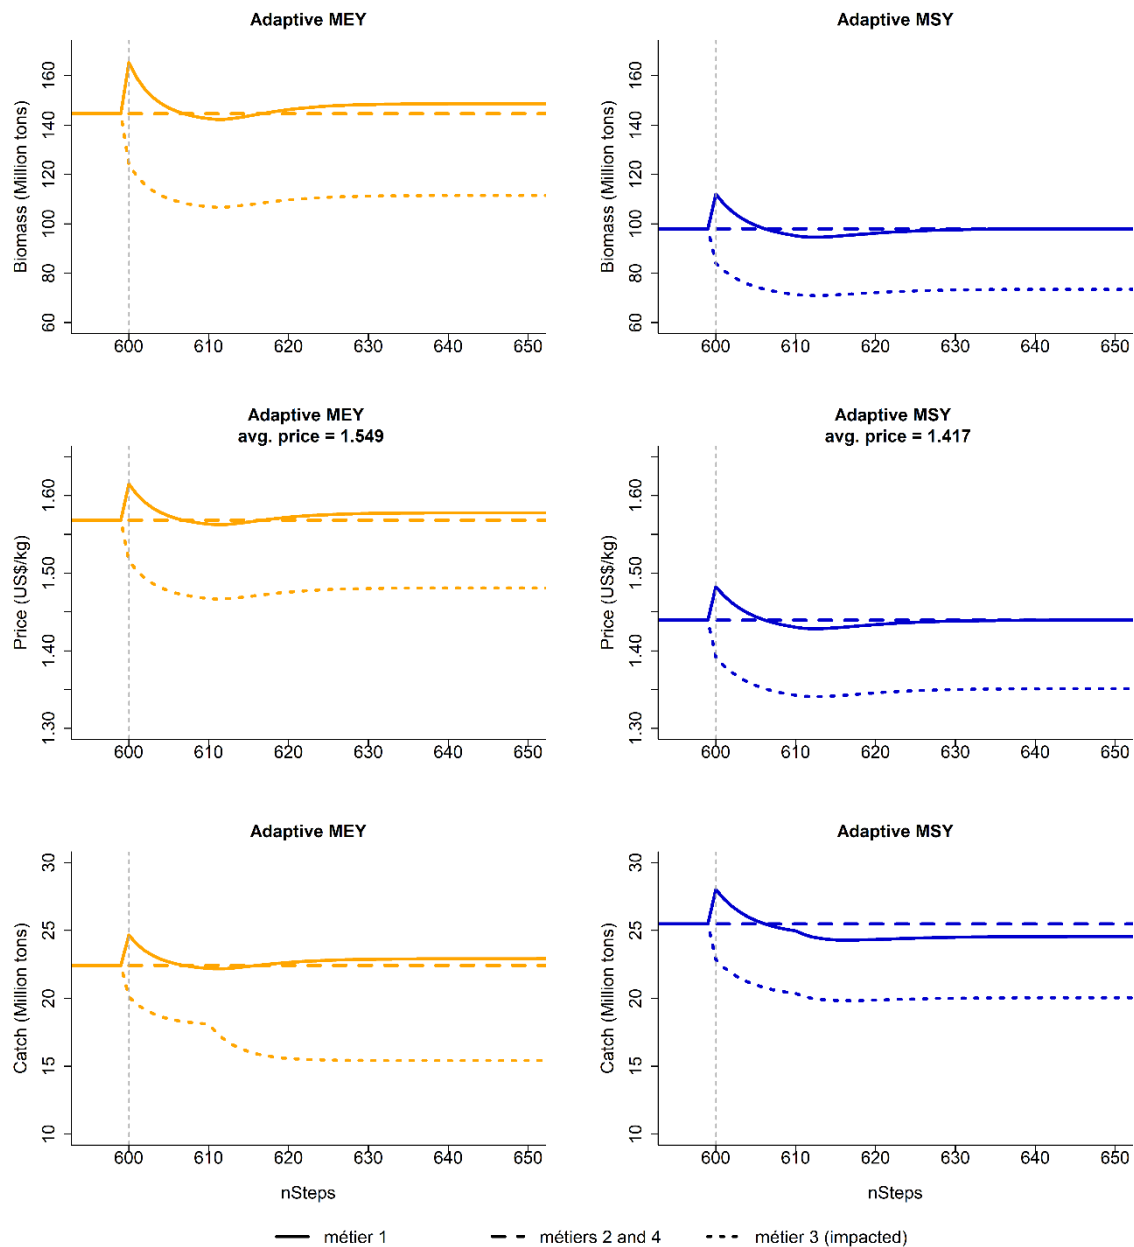 Adaptive MEY
Adaptive MSY
Biomass (Million tons)
160
140
120
100
80
60
600 610 620 630 640 650
Biomass (Million tons)
160
140
120
100
80
60
600 610 620 630 640 650
Adaptive MEY
avg. price = 1.549
Adaptive MSY
avg. price = 1.417
Price (US$/kg)
1.60
1.50
1.40
1.30
600 610 620 630 640 650
Price (US$/kg)
1.60
1.50
1.40
1.30
600 610 620 630 640 650
Adaptive MEY
Adaptive MSY
Catch (Million tons)
30
25
20
15
10
600 610 620 630 640 650
nSteps
Catch (Million tons)
30
25
20
15
10
600 610 620 630 640 650
nSteps
métier 1 métiers 2 and 4 métier 3 (impacted)